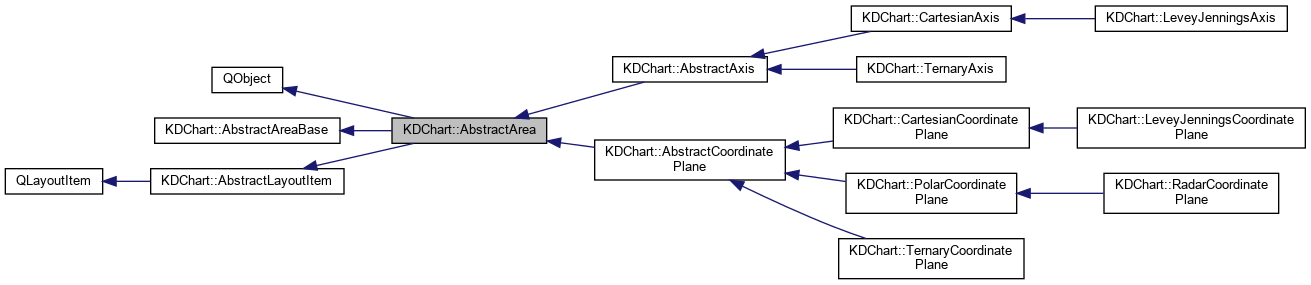 QObject
KDChart::AbstractAreaBase
QLayoutItem
KDChart::AbstractLayoutItem
KDChart::AbstractArea
KDChart::AbstractAxis
KDChart::AbstractCoordinate
Plane
KDChart::CartesianAxis
KDChart::TernaryAxis
KDChart::CartesianCoordinate
Plane
KDChart::PolarCoordinate
Plane
KDChart::TernaryCoordinate
Plane
KDChart::LeveyJenningsAxis
KDChart::LeveyJenningsCoordinate
Plane
KDChart::RadarCoordinate
Plane